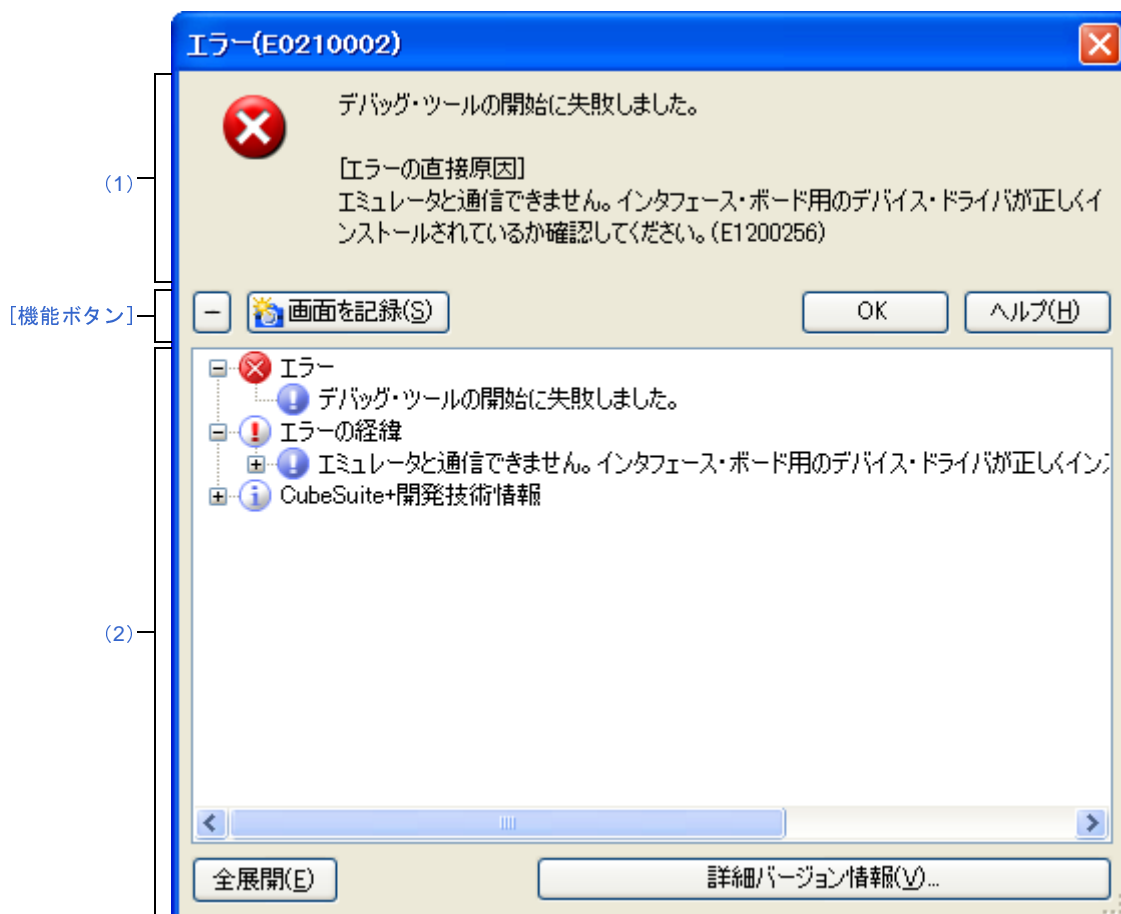 エラー(E0210002)
デバッグ・ツールの開始に失敗しました。
[エラーの直接原因]
エミュレータと通信できません。インタフェース・ボード用のデバイス・ドライバが正しくイ
ンストールされているか確認してください。(E1200256)
(1)
[機能ボタン]
－ 画面を記録(S) OK ヘルプ(H)
エラー
デバッグ・ツールの開始に失敗しました。
エラーの経緯
エミュレータと通信できません。インタフェース・ボード用のデバイス・ドライバが正しくイン
CubeSuite+開発技術情報
(2)
全展開(E) 詳細バージョン情報(V)...